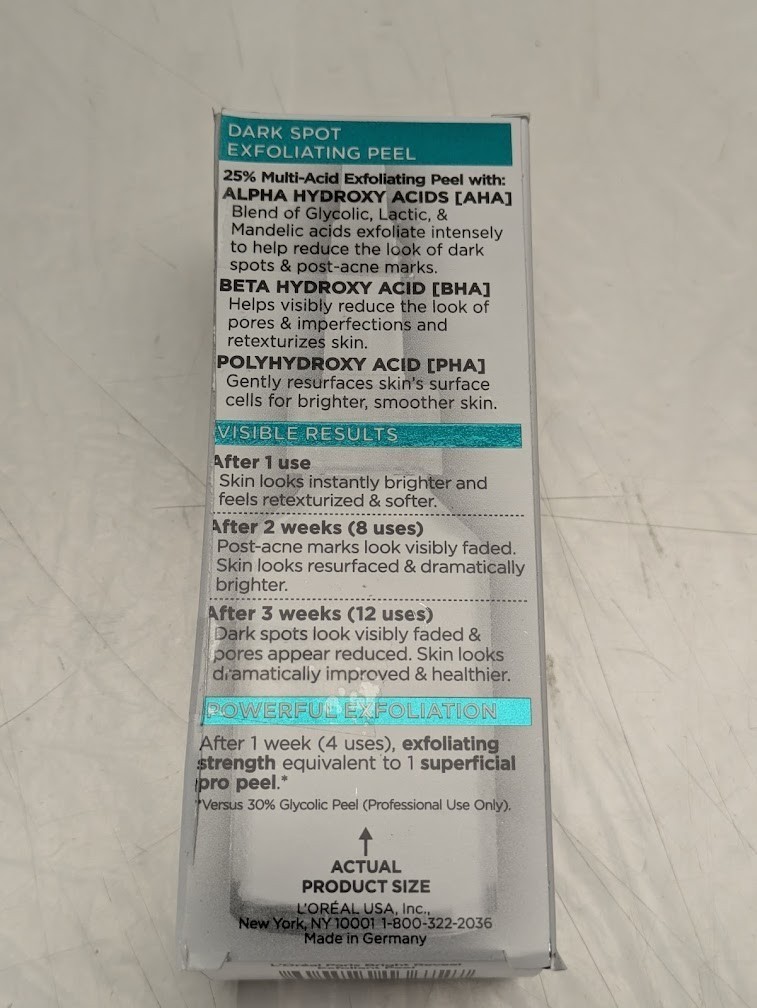 DARK SPOT
EXFOLIATING PEEL
25% Multi-Acid Exfoliating Peel with:
ALPHA HYDROXY ACIDS [AHA]
Blend of Glycolic, Lactic, &
Mandelic acids exfoliate intensely
to help reduce the look of dark
spots & post-acne marks.
BETA HYDROXY ACID [BHA]
Helps visibly reduce the look of
pores & imperfections and
retexturizes skin.
POLYHYDROXY ACID [PHA]
Gently resurfaces skin's surface
cells for brighter, smoother skin.
VISIBLE RESULTS
After 1 use
Skin looks instantly brighter and
feels retexturized & softer.
After 2 weeks (8 uses)
Post-acne marks look visibly faded.
Skin looks resurfaced & dramatically
brighter.
After 3 weeks (12 uses)
Dark spots look visibly faded &
pores appear reduced. Skin looks
dramatically improved & healthier.
POWERFUL EXFOLIATION
After 1 week (4 uses), exfoliating
strength equivalent to 1 superficial
pro peel.*
*Versus 30% Glycolic Peel (Professional Use Only).
ACTUAL
PRODUCT SIZE
L'ORÉAL USA, Inc.,
New York, NY 10001 1-800-322-2036
Made in Germany
L'Oréal Paris Bright Reveal